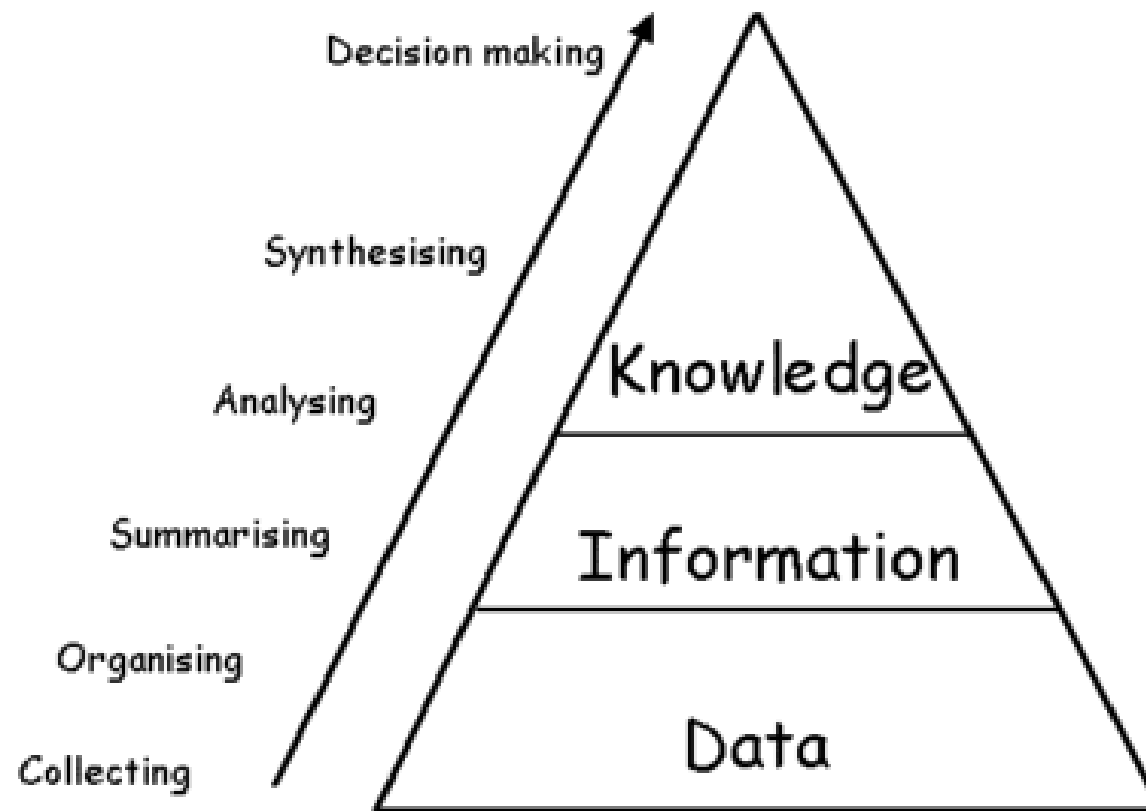 Decision making
Synthesising
Analysing
Summarising
Organising
Collecting
Knowledge
Information
Data